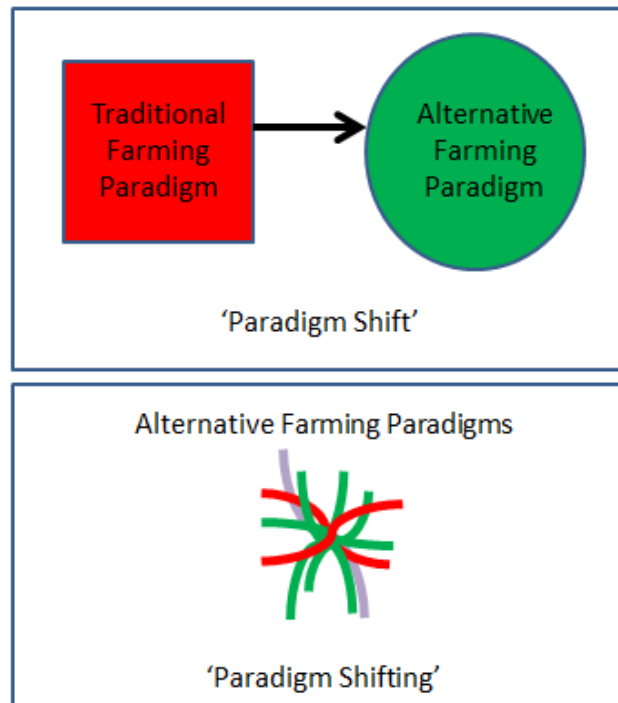 Traditional
Farming
Paradigm
Alternative
Farming
Paradigm
‘Paradigm Shift’
Alternative Farming Paradigms
‘Paradigm Shifting’